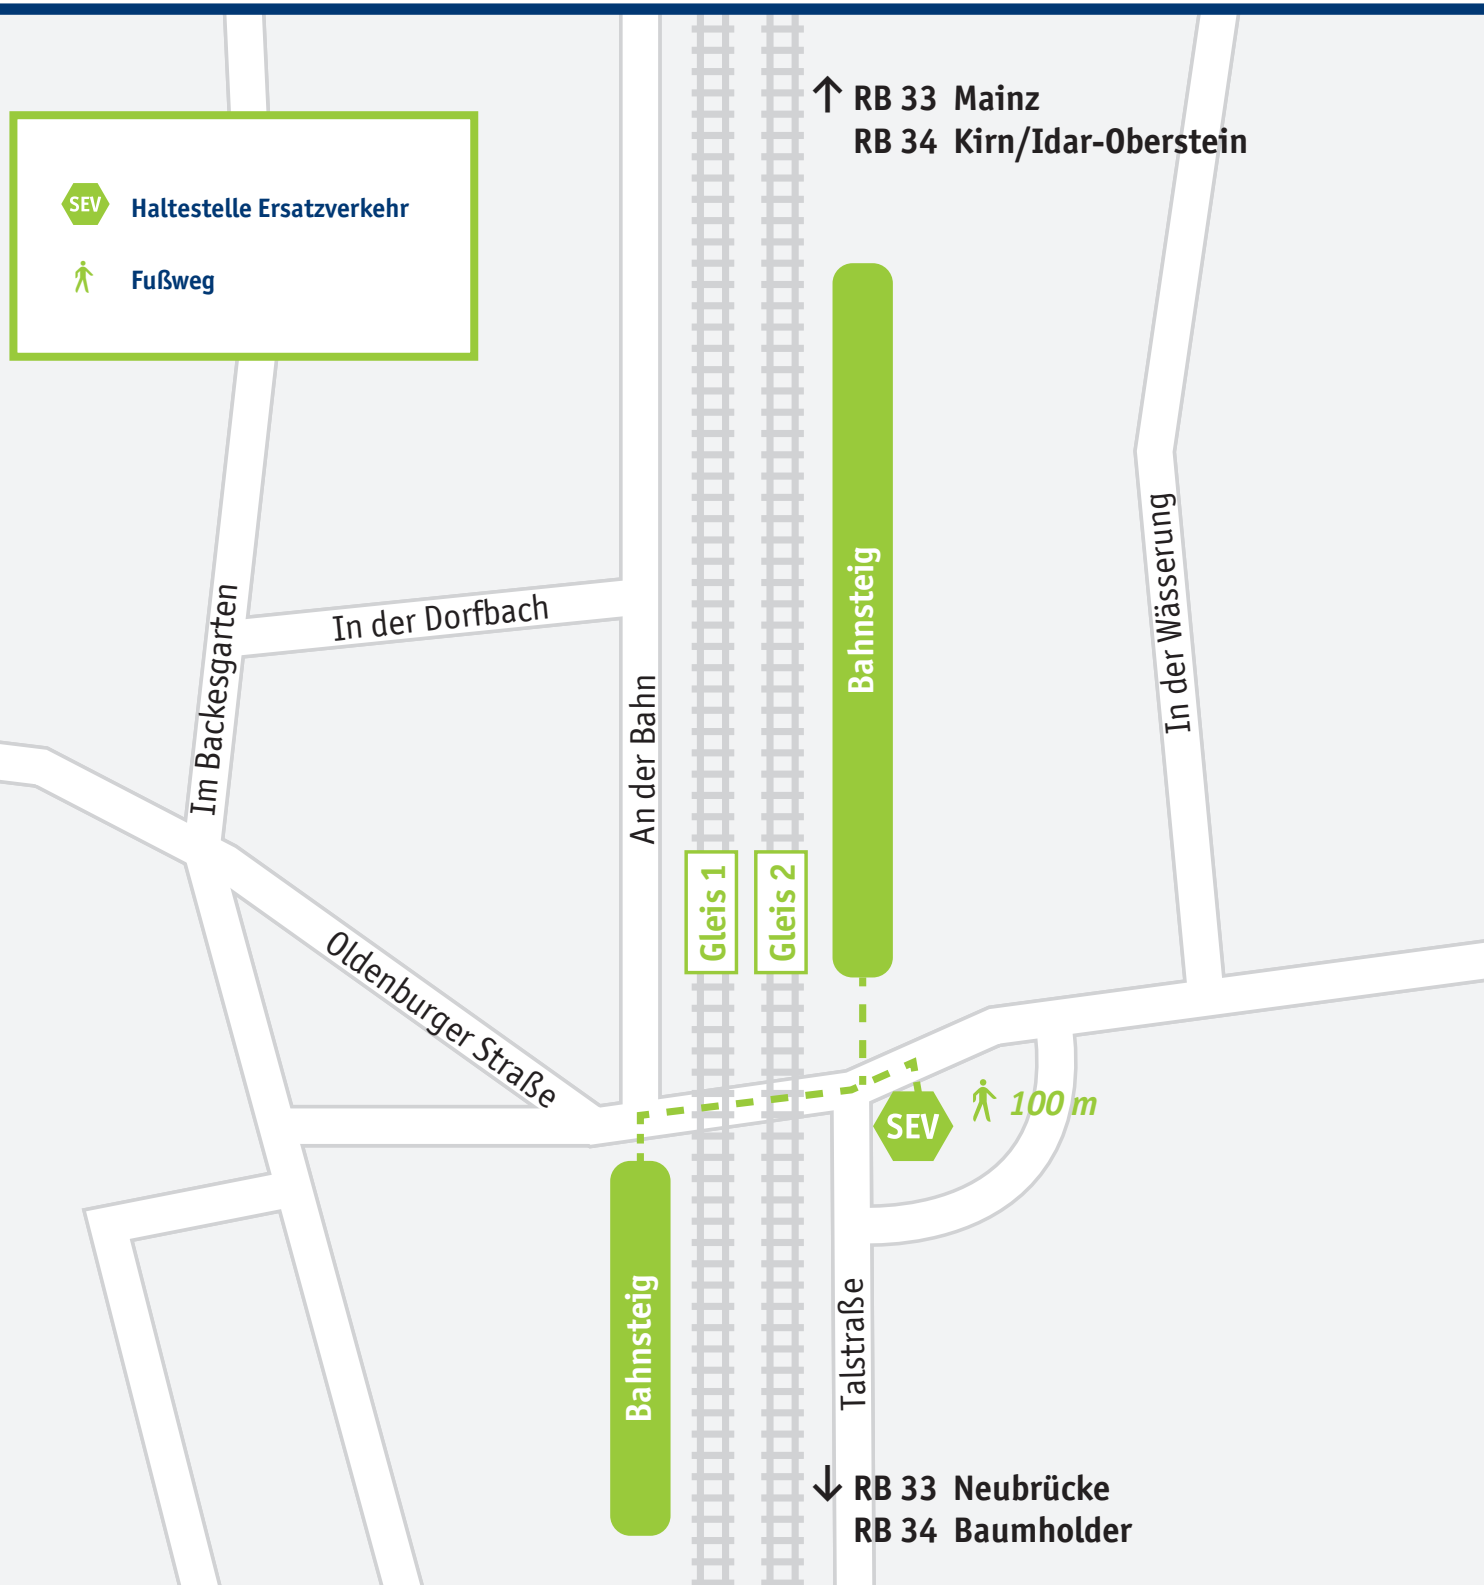 RB 33 Mainz
RB 34 Kirn/Idar-Oberstein
SEV Haltestelle Ersatzverkehr
Fußweg
Bahnsteig
In der Wässerung
Im Backesgarten
In der Dorfbach
An der Bahn
Gleis 1
Gleis 2
Oldenburger Straße
SEV
100 m
Bahnsteig
Talstraße
RB 33 Neubrücke
RB 34 Baumholder